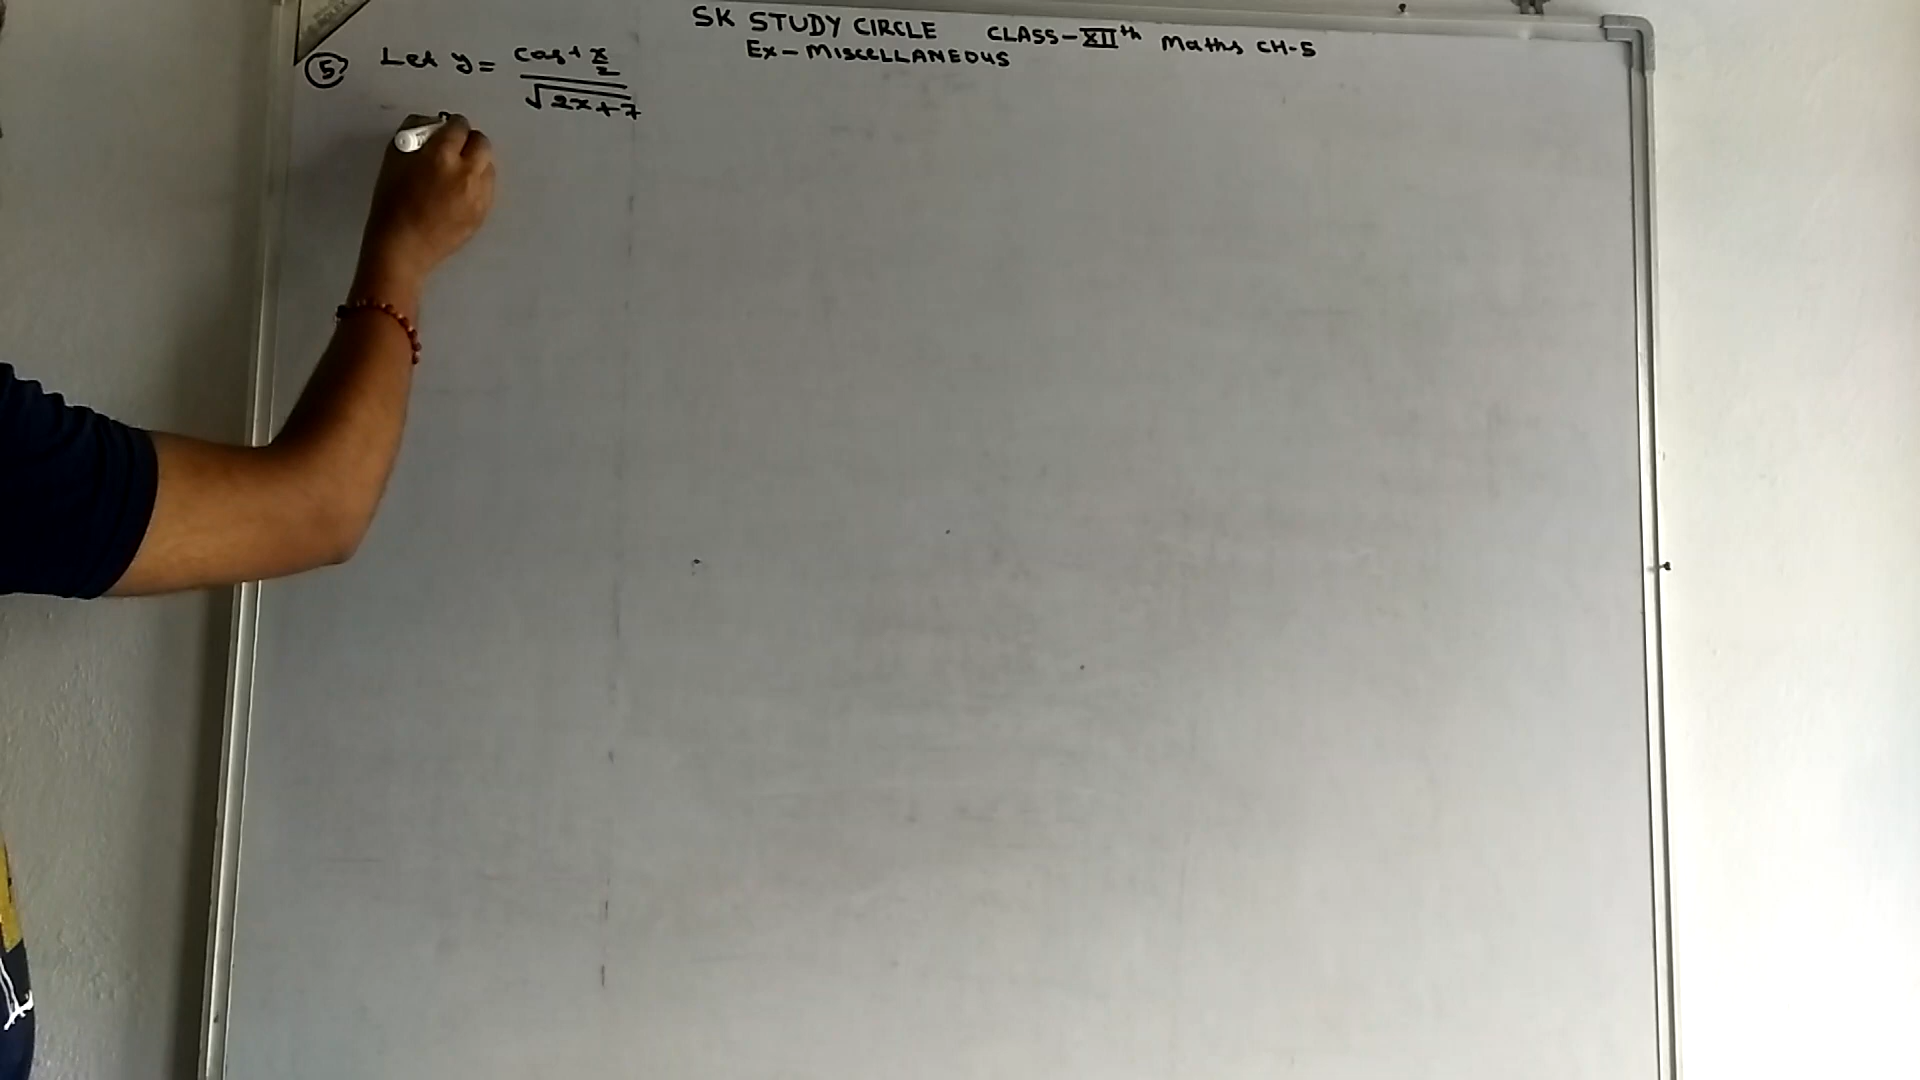 SK STUDY CIRCLE CLASS-XIIth Maths CH-5
Ex-MISCELLANEOUS
5? Let y = cos⁻¹ x/2 / √2x+7